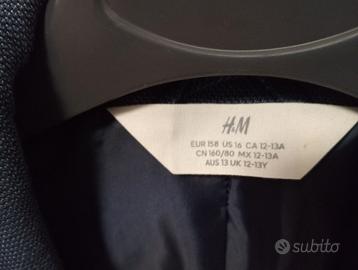 H&M
EUR 158 US 16 CA 12-13A
CN 160/80 MX 12-13A
AUS 13 UK 12-13Y
subito